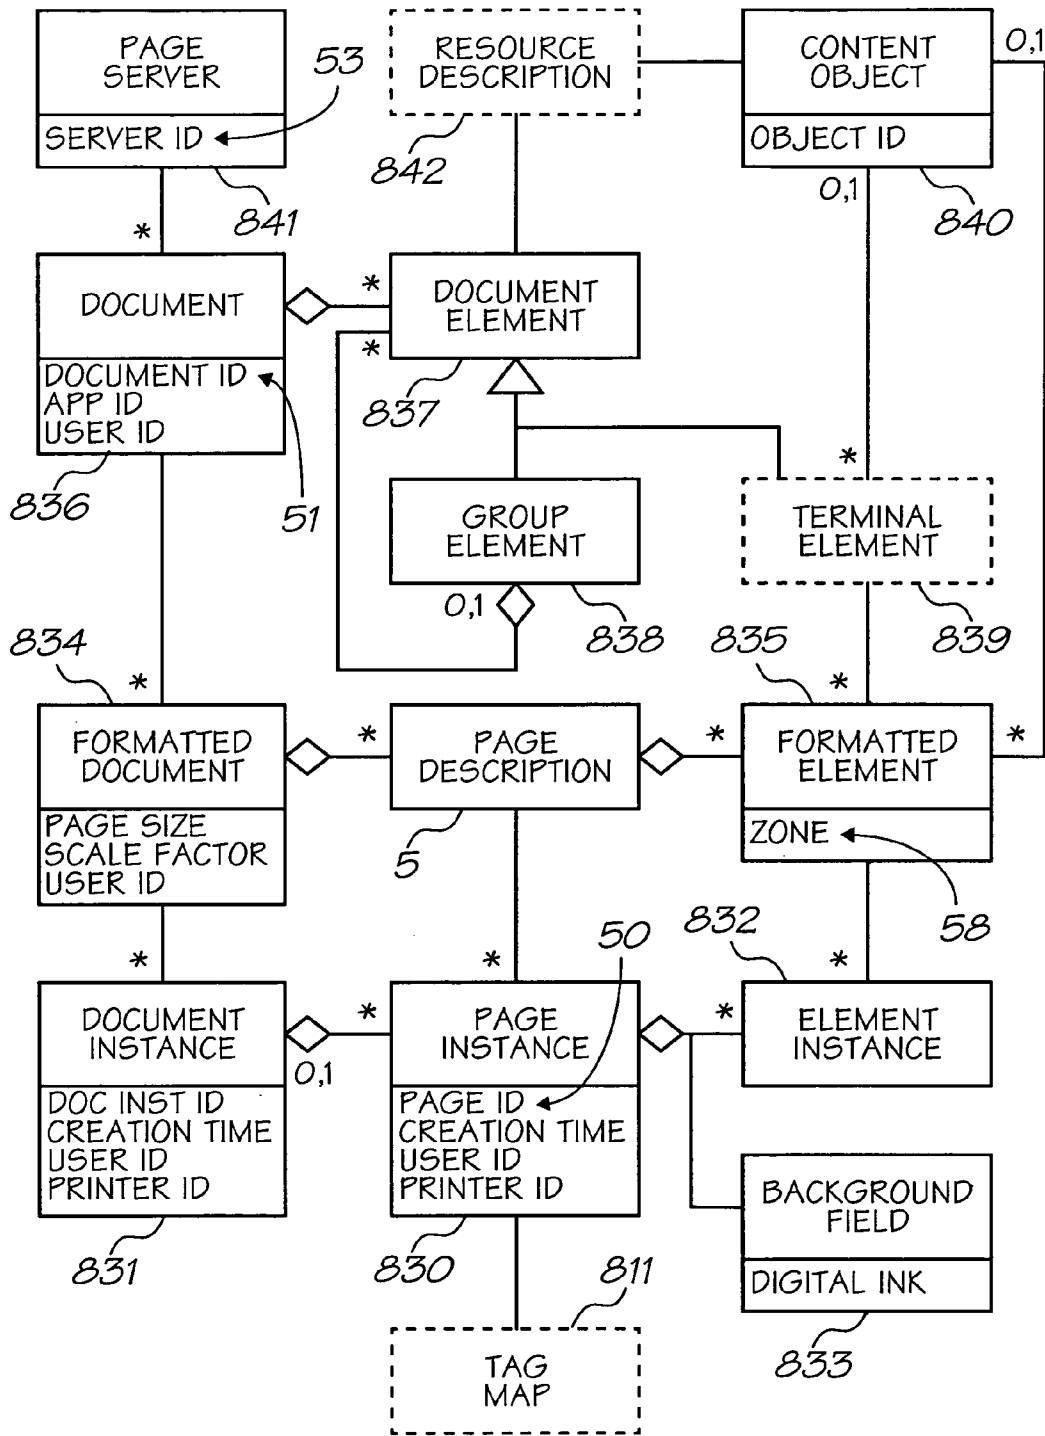 PAGE
SERVER
SERVER ID
53
841
*
RESOURCE
DESCRIPTION
842
CONTENT
OBJECT
OBJECT ID
0,1
0,1
840
DOCUMENT
DOCUMENT ID
APP ID
USER ID
836
51
*
*
DOCUMENT
ELEMENT
837
GROUP
ELEMENT
0,1
838
*
TERMINAL
ELEMENT
839
834
*
FORMATTED
DOCUMENT
PAGE SIZE
SCALE FACTOR
USER ID
*
PAGE
DESCRIPTION
5
835
*
*
*
FORMATTED
ELEMENT
ZONE
58
*
DOCUMENT
INSTANCE
0,1
DOC INST ID
CREATION TIME
USER ID
PRINTER ID
831
*
*
50
PAGE
INSTANCE
PAGE ID
CREATION TIME
USER ID
PRINTER ID
830
832
*
*
ELEMENT
INSTANCE
BACKGROUND
FIELD
DIGITAL INK
833
811
TAG
MAP